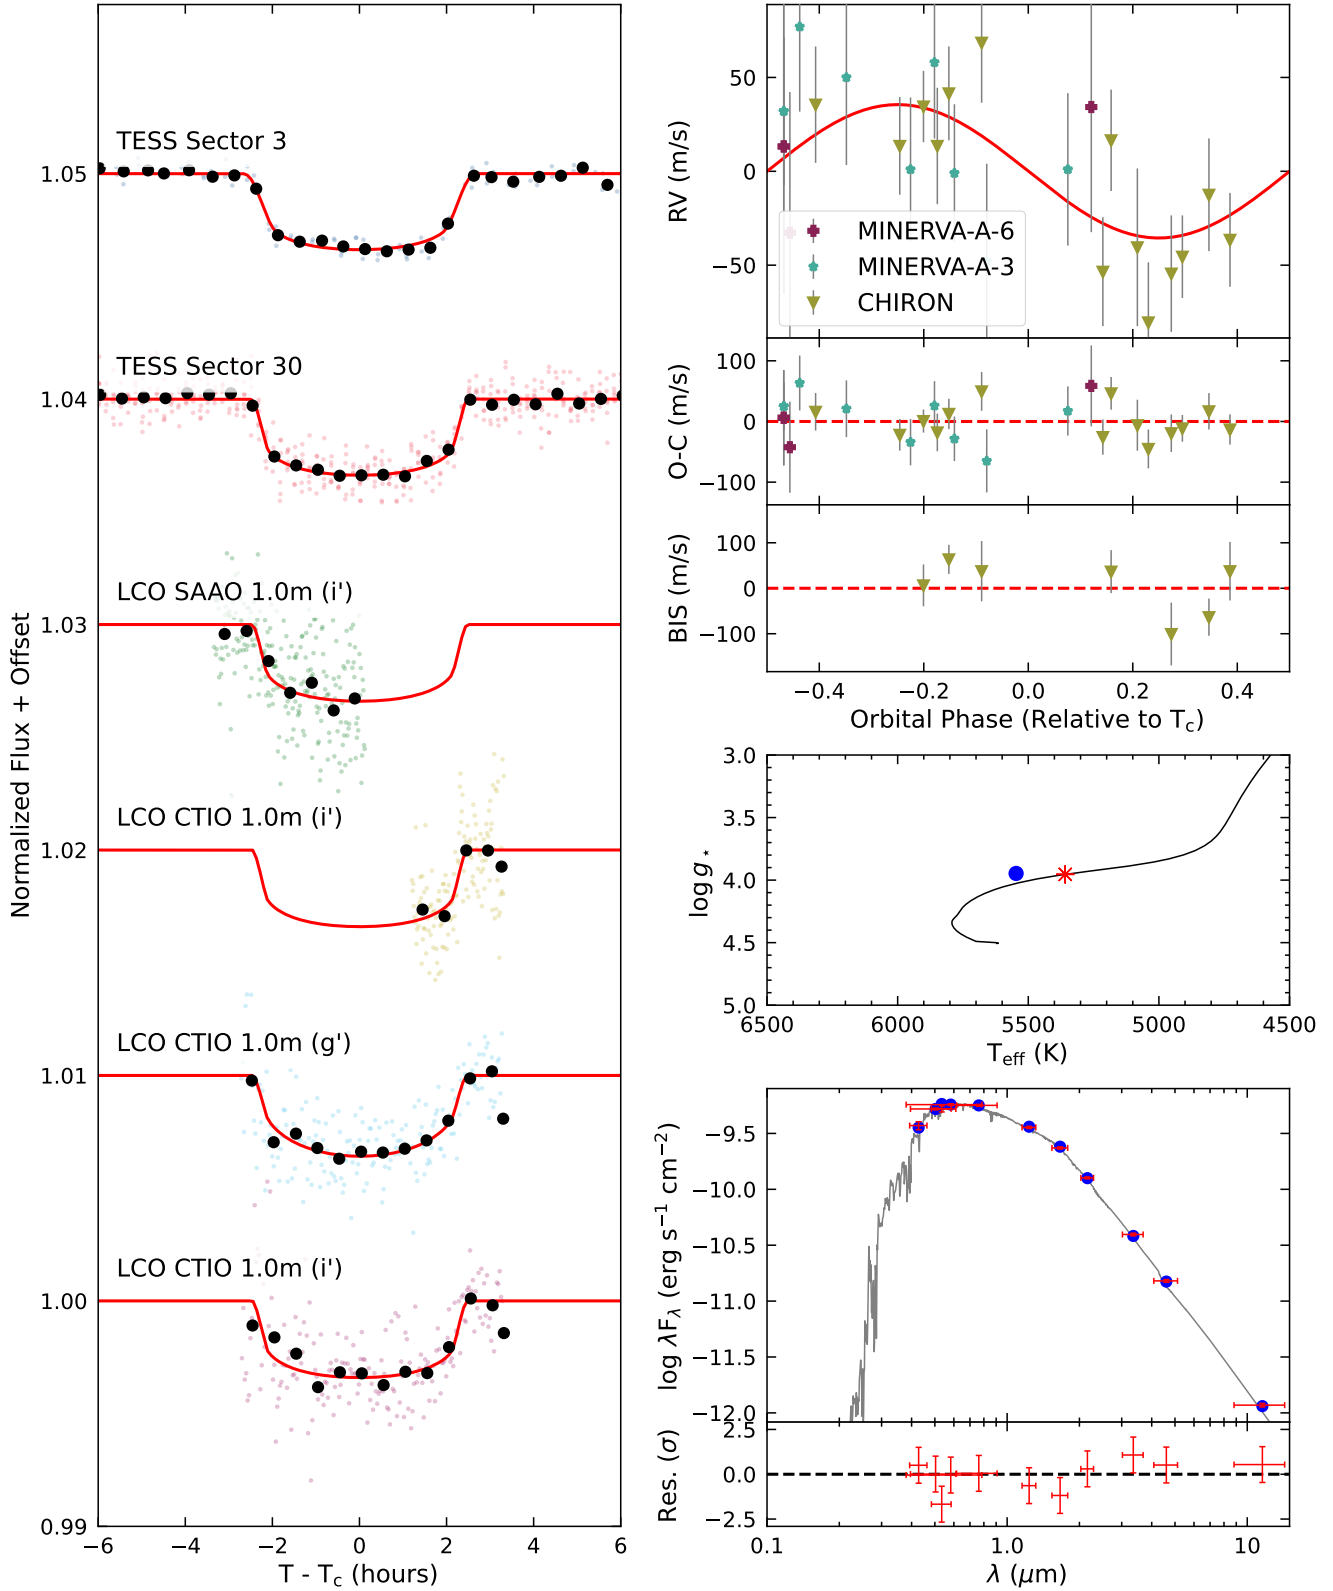 Normalized Flux + Offset
1.05
1.04
1.03
1.02
1.01
1.00
0.99
TESS Sector 3
TESS Sector 30
LCO SAAO 1.0m (i')
LCO CTIO 1.0m (i')
LCO CTIO 1.0m (g')
LCO CTIO 1.0m (i')
−6 −4 −2 0 2 4 6
T - Tc (hours)
RV (m/s)
50
0
−50
MINERVA-A-6
MINERVA-A-3
CHIRON
O-C (m/s)
100
0
−100
BIS (m/s)
100
0
−100
−0.4 −0.2 0.0 0.2 0.4
Orbital Phase (Relative to Tc)
log g⋆
3.0
3.5
4.0
4.5
5.0
6500 6000 5500 5000 4500
Teff (K)
log λFλ (erg s−1 cm−2)
−9.5
−10.0
−10.5
−11.0
−11.5
−12.0
Res. (σ)
2.5
0.0
−2.5
0.1 1.0 10
λ (μm)